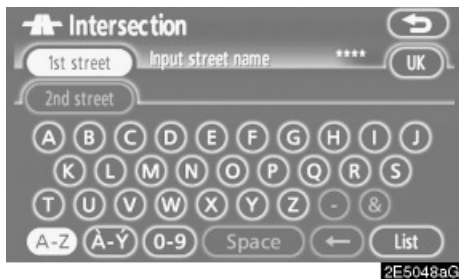 Intersection
1st street Input street name **** UK
2nd street
A B C D E F G H I J
K L M N O P Q R S
T U V W X Y Z - &
A-Z À-Ý 0-9 Space ← List
2E5048aG